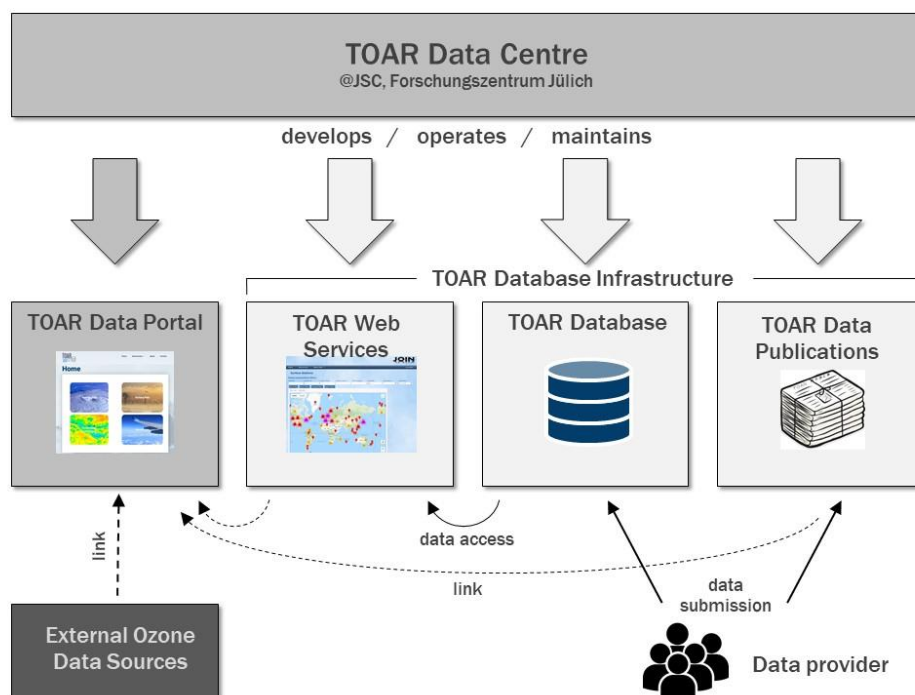 TOAR Data Centre
@JSC, Forschungszentrum Jülich
develops / operates / maintains
TOAR Database Infrastructure
TOAR Data Portal
Home
TOAR Web
Services
JOIN
TOAR Database
TOAR Data
Publications
link
data access
link
data
submission
External Ozone
Data Sources
Data provider